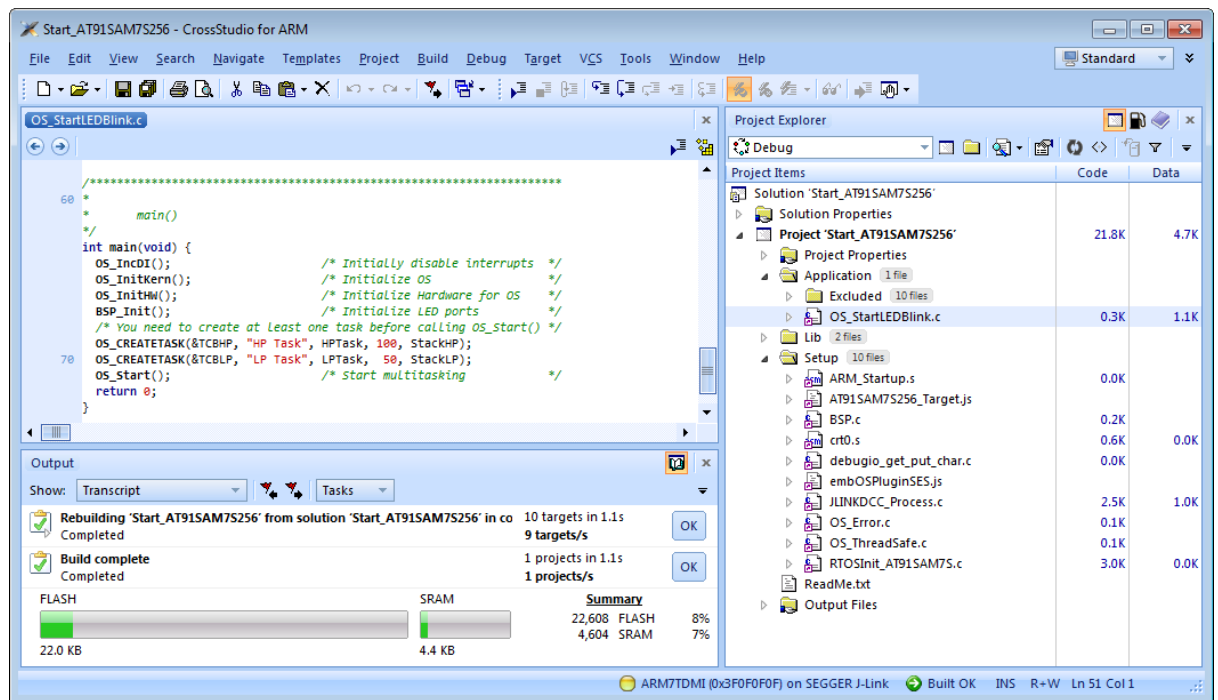 Start_AT91SAM7S256 - CrossStudio for ARM
File Edit View Search Navigate Templates Project Build Debug Target VCS Tools Window Help
Standard
OS_StartLEDBlink.c
/*********************************************************************
60 *
* main()
*/
int main(void) {
OS_IncDI(); /* Initially disable interrupts */
OS_InitKern(); /* Initialize OS */
OS_InitHW(); /* Initialize Hardware for OS */
BSP_Init(); /* Initialize LED ports */
/* You need to create at least one task before calling OS_Start() */
OS_CREATETASK(&TCBHP, "HP Task", HPTask, 100, StackHP);
70 OS_CREATETASK(&TCBLP, "LP Task", LPTask, 50, StackLP);
OS_Start(); /* Start multitasking */
return 0;
}
Output
Show: Transcript Tasks
Rebuilding 'Start_AT91SAM7S256' from solution 'Start_AT91SAM7S256' in co 10 targets in 1.1s
Completed 9 targets/s
OK
Build complete 1 projects in 1.1s
Completed 1 projects/s
OK
FLASH SRAM Summary
22,608 FLASH 8%
4,604 SRAM 7%
22.0 KB 4.4 KB
Project Explorer
Debug
Project Items Code Data
Solution 'Start_AT91SAM7S256'
Solution Properties
Project 'Start_AT91SAM7S256' 21.8K 4.7K
Project Properties
Application 1 file
Excluded 10 files
OS_StartLEDBlink.c 0.3K 1.1K
Lib 2 files
Setup 10 files
ARM_Startup.s 0.0K
AT91SAM7S256_Target.js
BSP.c 0.2K
crt0.s 0.6K 0.0K
debugio_get_put_char.c 0.0K
embOSPluginSES.js
JLINKDCC_Process.c 2.5K 1.0K
OS_Error.c 0.1K
OS_ThreadSafe.c 0.1K
RTOSInit_AT91SAM7S.c 3.0K 0.0K
ReadMe.txt
Output Files
ARM7TDMI (0x3F0F0F0F) on SEGGER J-Link Built OK INS R+W Ln 51 Col 1